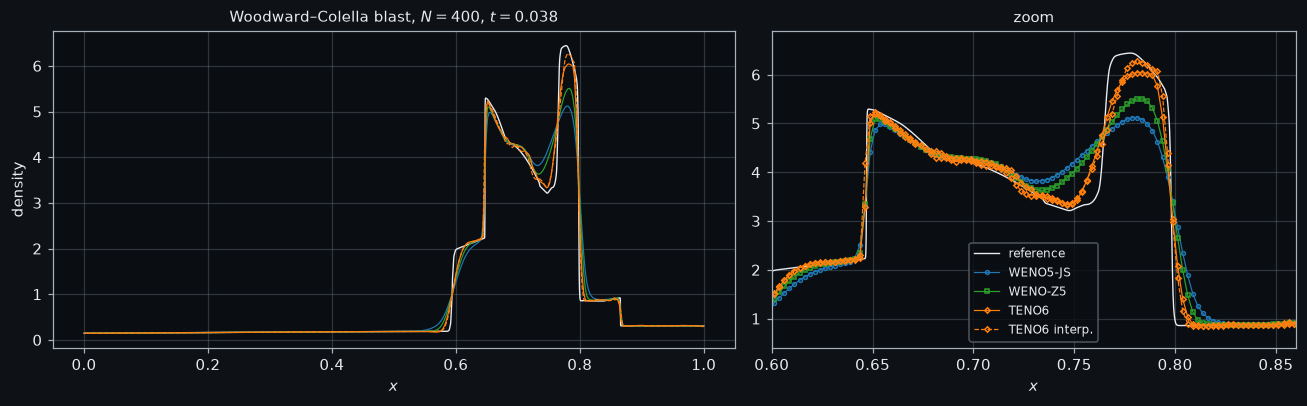 Woodward–Colella blast, N = 400, t = 0.038
density
6
5
4
3
2
1
0
0.0 0.2 0.4 0.6 0.8 1.0
x
zoom
6
5
4
3
2
1
reference
WENO5-JS
WENO-Z5
TENO6
TENO6 interp.
0.60 0.65 0.70 0.75 0.80 0.85
x